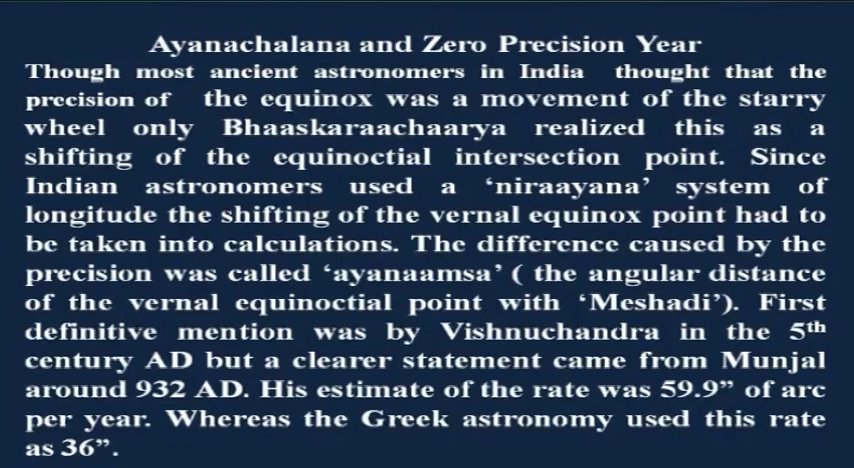 Ayanachalana and Zero Precision Year
Though most ancient astronomers in India thought that the
precision of the equinox was a movement of the starry
wheel only Bhaaskaraachaarya realized this as a
shifting of the equinoctial intersection point. Since
Indian astronomers used a ‘niraayana’ system of
longitude the shifting of the vernal equinox point had to
be taken into calculations. The difference caused by the
precision was called ‘ayanaamsa’ ( the angular distance
of the vernal equinoctial point with ‘Meshadi’). First
definitive mention was by Vishnuchandra in the 5th
century AD but a clearer statement came from Munjal
around 932 AD. His estimate of the rate was 59.9” of arc
per year. Whereas the Greek astronomy used this rate
as 36”.